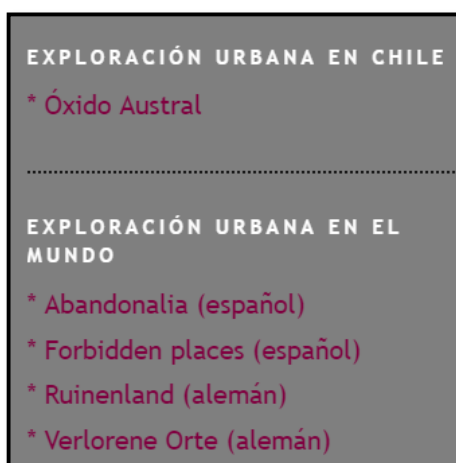 EXPLORACIÓN URBANA EN CHILE
* Óxido Austral
EXPLORACIÓN URBANA EN EL
MUNDO
* Abandonalia (español)
* Forbidden places (español)
* Ruinenland (alemán)
* Verlorene Orte (alemán)